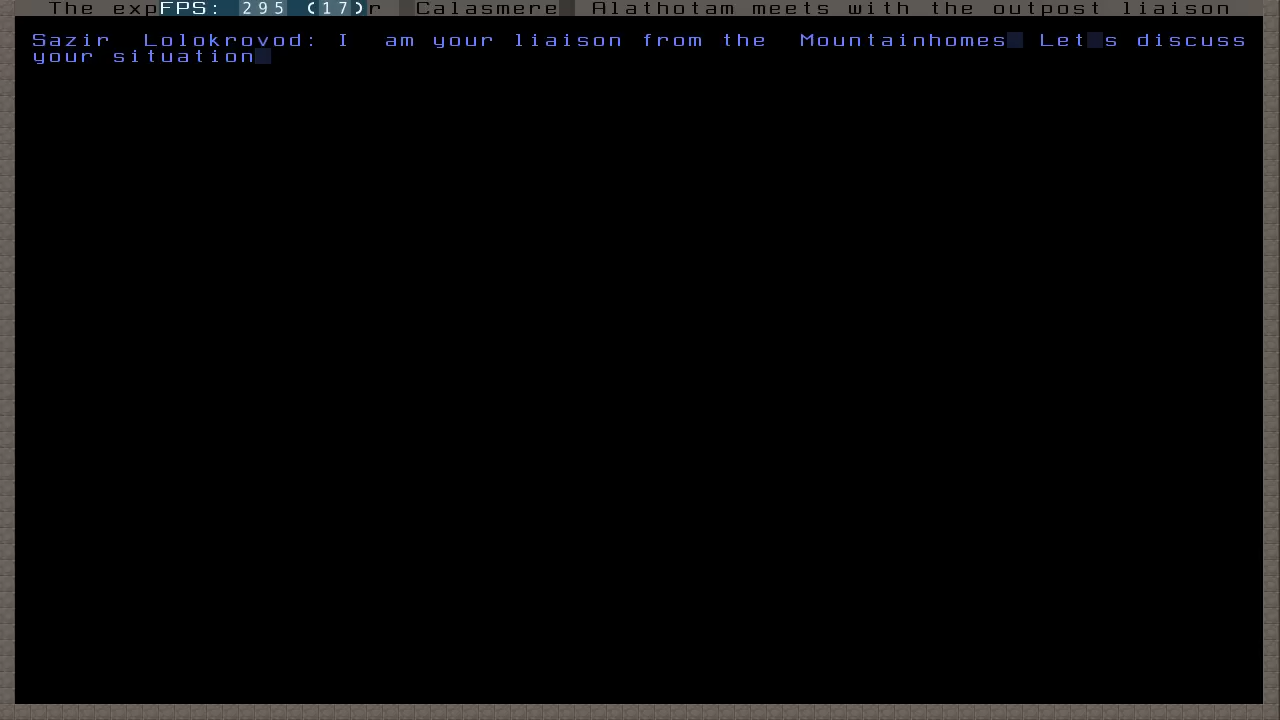 The exp FPS: 295 (17) r Calasmere Alathotam meets with the outpost liaison
Sazir Lolokrovod: I am your liaison from the Mountainhomes Let s discuss
your situation